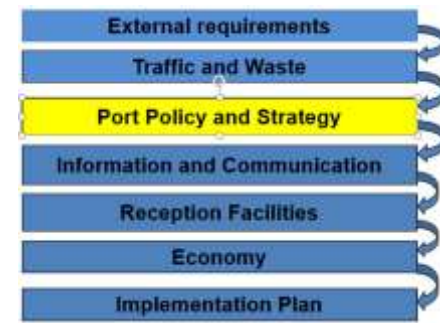 External requirements
Traffic and Waste
Port Policy and Strategy
Information and Communication
Reception Facilities
Economy
Implementation Plan